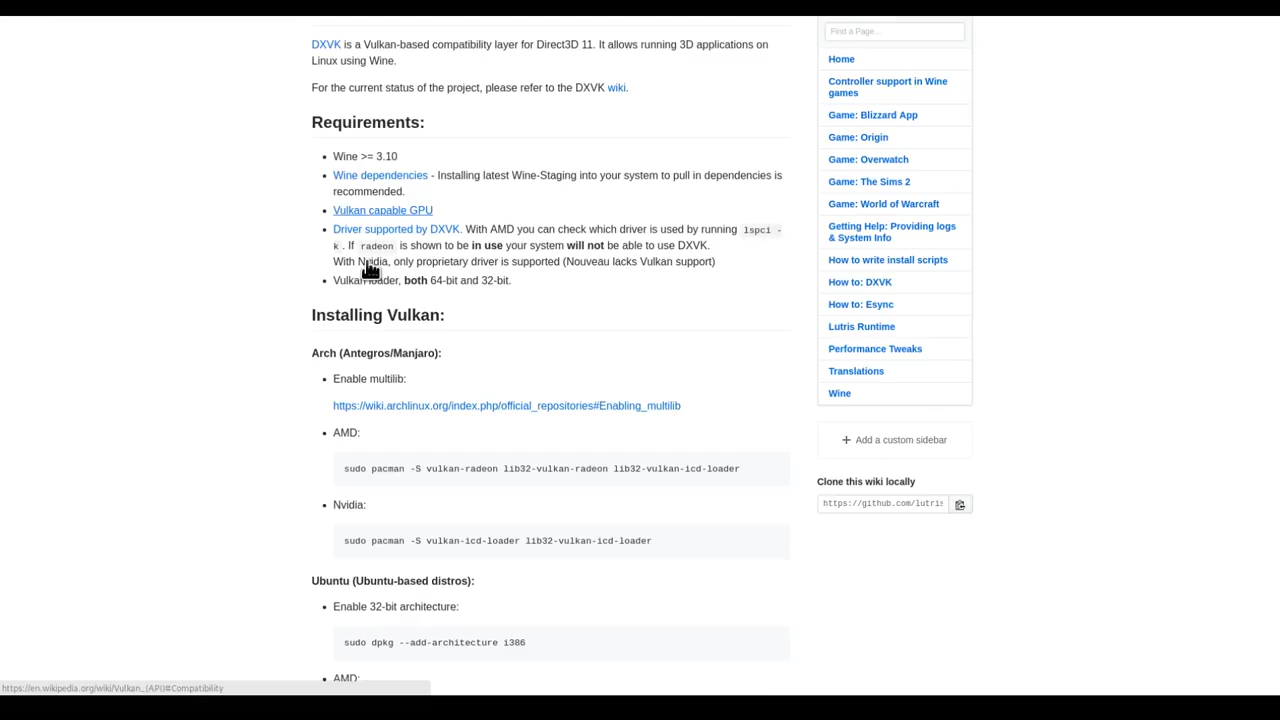 DXVK is a Vulkan-based compatibility layer for Direct3D 11. It allows running 3D applications on
Linux using Wine.
For the current status of the project, please refer to the DXVK wiki.
Requirements:
• Wine >= 3.10
• Wine dependencies - Installing latest Wine-Staging into your system to pull in dependencies is
recommended.
• Vulkan capable GPU
• Driver supported by DXVK. With AMD you can check which driver is used by running lspci -
k . If radeon is shown to be in use your system will not be able to use DXVK.
With Nvidia, only proprietary driver is supported (Nouveau lacks Vulkan support)
• Vulkan loader, both 64-bit and 32-bit.
Installing Vulkan:
Arch (Antegros/Manjaro):
• Enable multilib:
https://wiki.archlinux.org/index.php/official_repositories#Enabling_multilib
• AMD:
sudo pacman -S vulkan-radeon lib32-vulkan-radeon lib32-vulkan-icd-loader
• Nvidia:
sudo pacman -S vulkan-icd-loader lib32-vulkan-icd-loader
Ubuntu (Ubuntu-based distros):
• Enable 32-bit architecture:
sudo dpkg --add-architecture i386
• AMD:
https://en.wikipedia.org/wiki/Vulkan_(API)#Compatibility
Find a Page...
Home
Controller support in Wine
games
Game: Blizzard App
Game: Origin
Game: Overwatch
Game: The Sims 2
Game: World of Warcraft
Getting Help: Providing logs
& System Info
How to write install scripts
How to: DXVK
How to: Esync
Lutris Runtime
Performance Tweaks
Translations
Wine
+ Add a custom sidebar
Clone this wiki locally
https://github.com/lutris